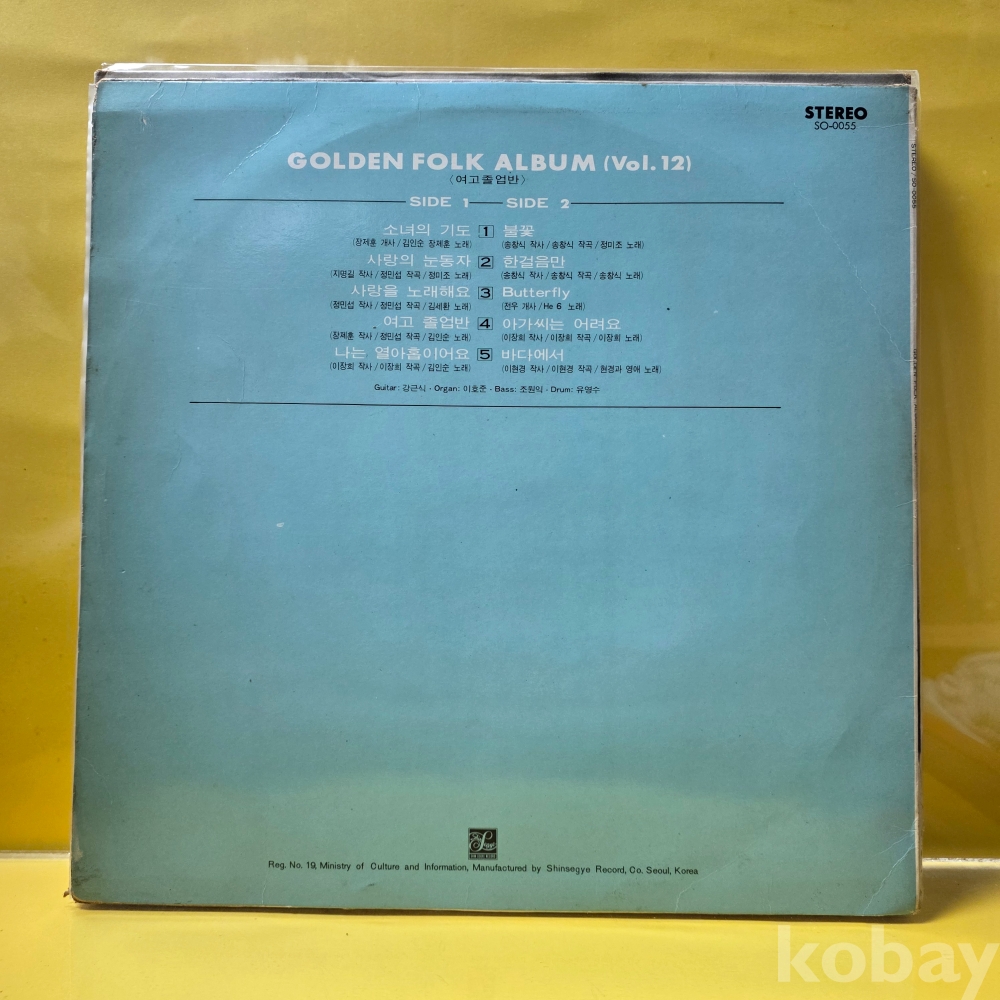 STEREO
SO-0055
GOLDEN FOLK ALBUM (Vol. 12)
〈여고졸업반〉
SIDE 1 SIDE 2
소녀의 기도 1 불꽃
(장제훈 개사/김인순 장제훈 노래) (송창식 작사/송창식 작곡/정미조 노래)
사랑의 눈동자 2 한걸음만
(지명길 작사/정민섭 작곡/정미조 노래) (송창식 작사/송창식 작곡/송창식 노래)
사랑을 노래해요 3 Butterfly
(정민섭 작사/정민섭 작곡/김세환 노래) (전우 개사/He 6 노래)
여고 졸업반 4 아가씨는 어려요
(장제훈 작사/정민섭 작곡/김인순 노래) (이장희 작사/이장희 작곡/이장희 노래)
나는 열아홉이어요 5 바다에서
(이장희 작사/이장희 작곡/김인순 노래) (이현경 작사/이현경 작곡/현경과 영애 노래)
Guitar: 강근식 · Organ: 이호준 · Bass: 조원익 · Drum: 유영수
STEREO/SO-0055
Reg. No. 19, Ministry of Culture and Information, Manufactured by Shinsegye Record, Co. Seoul, Korea
kobay